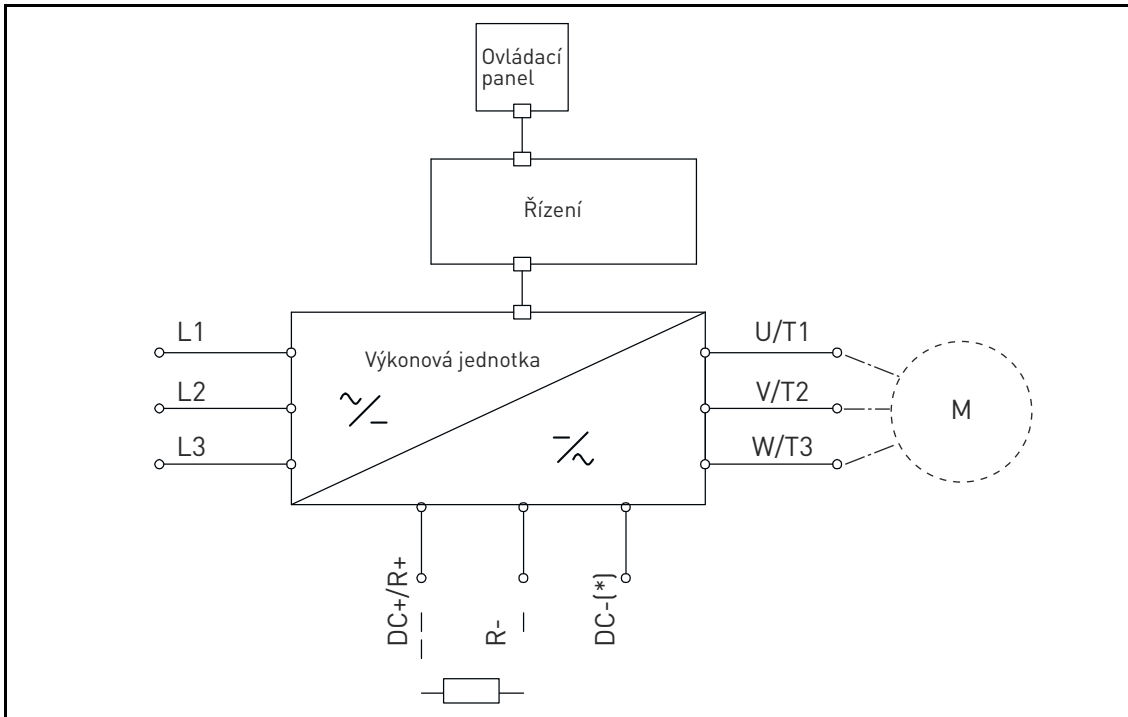 Ovládací
panel
Řízení
Výkonová jednotka
L1
L2
L3
U/T1
V/T2
W/T3
M
DC+/R+
R-
DC-(*)